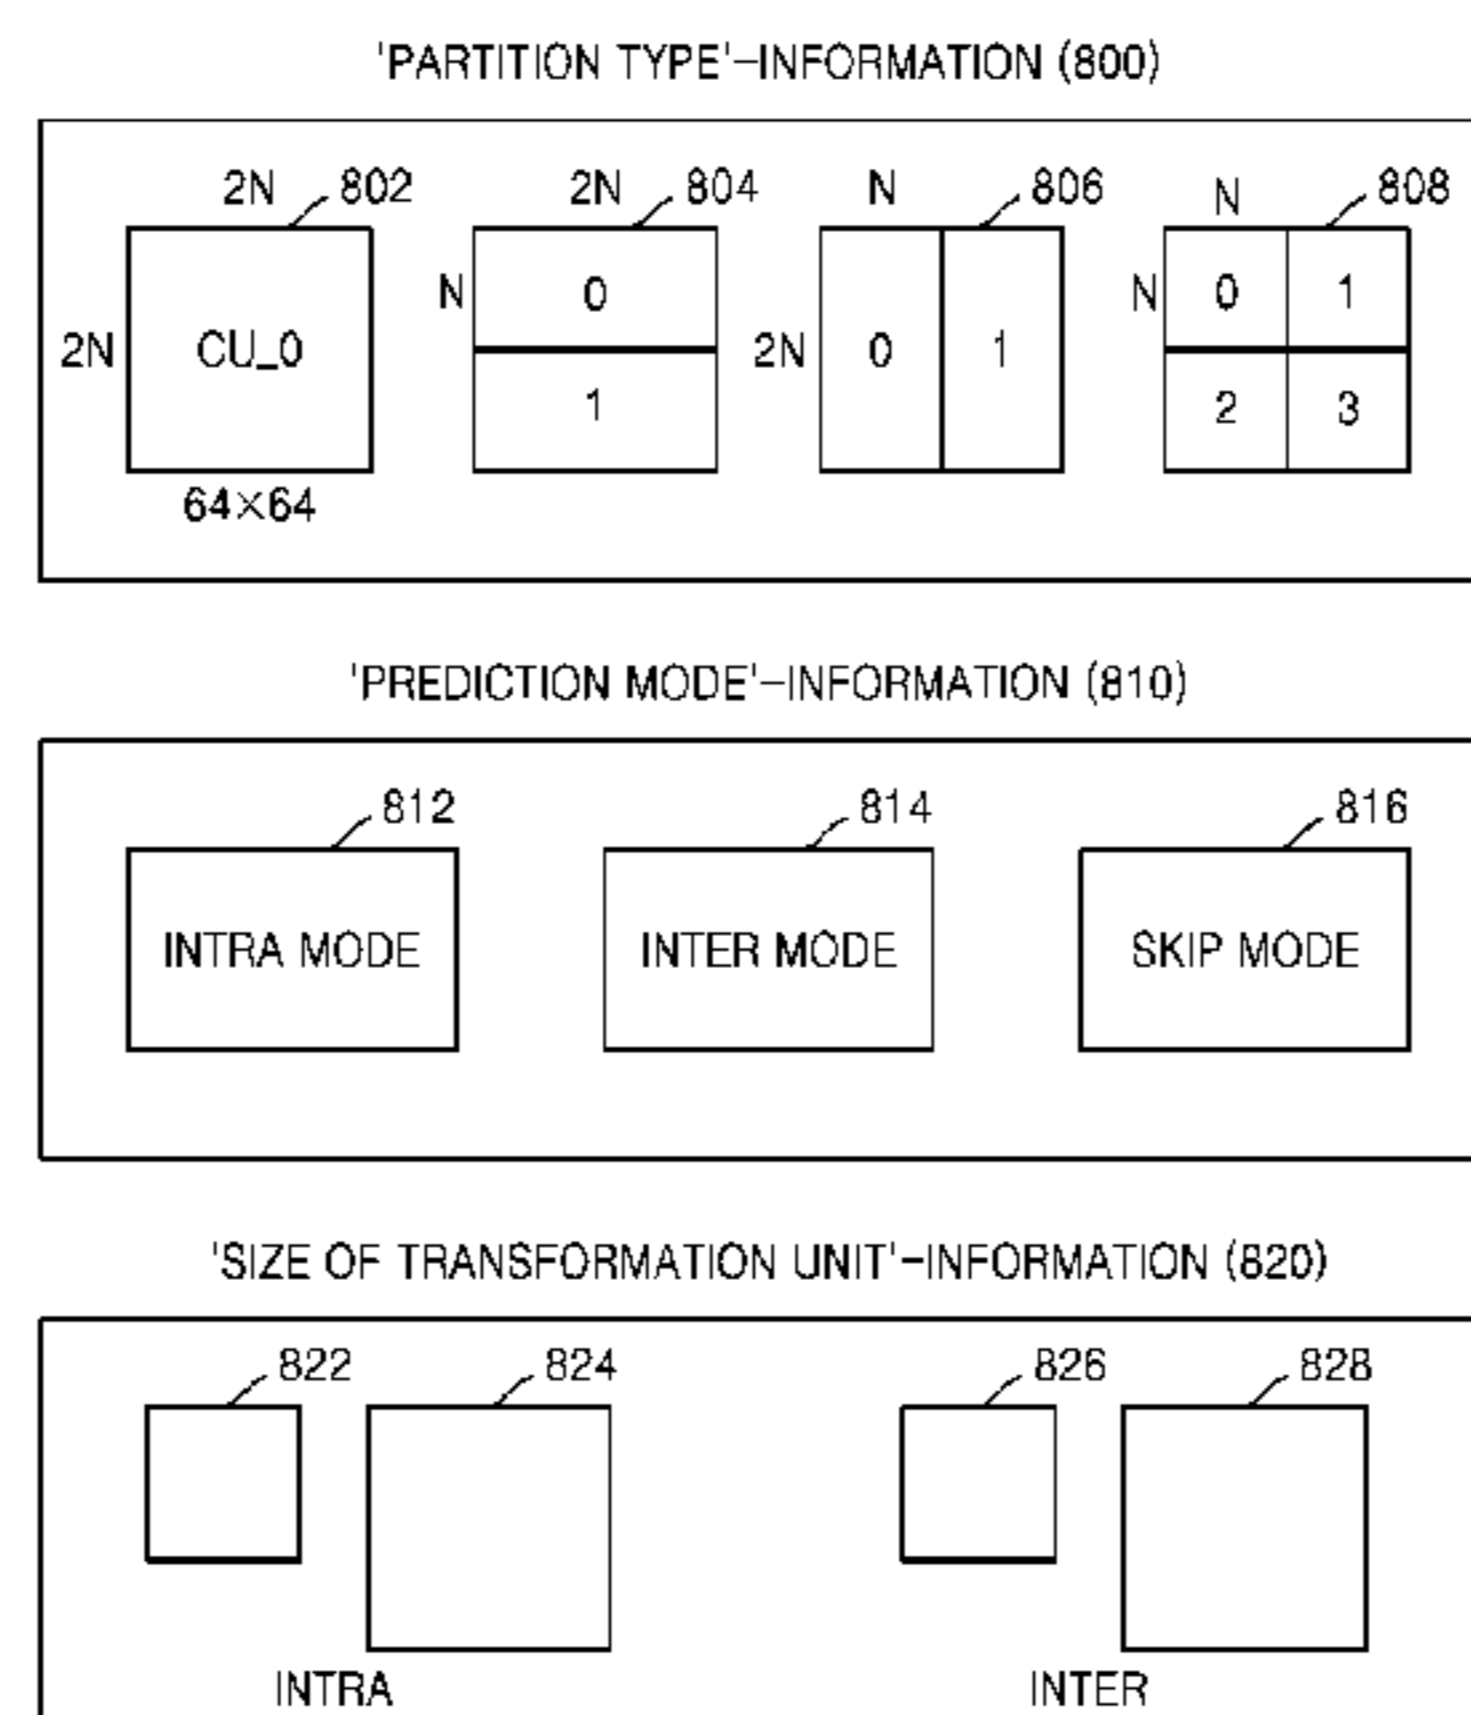 'PARTITION TYPE'-INFORMATION (800)
2N 802 2N 804 N 806 N 808
N 0 N 0 1
2N CU_0 2N 0 1
1 2 3
64×64
'PREDICTION MODE'-INFORMATION (810)
812 814 816
INTRA MODE INTER MODE SKIP MODE
'SIZE OF TRANSFORMATION UNIT'-INFORMATION (820)
822 824 826 828
INTRA INTER